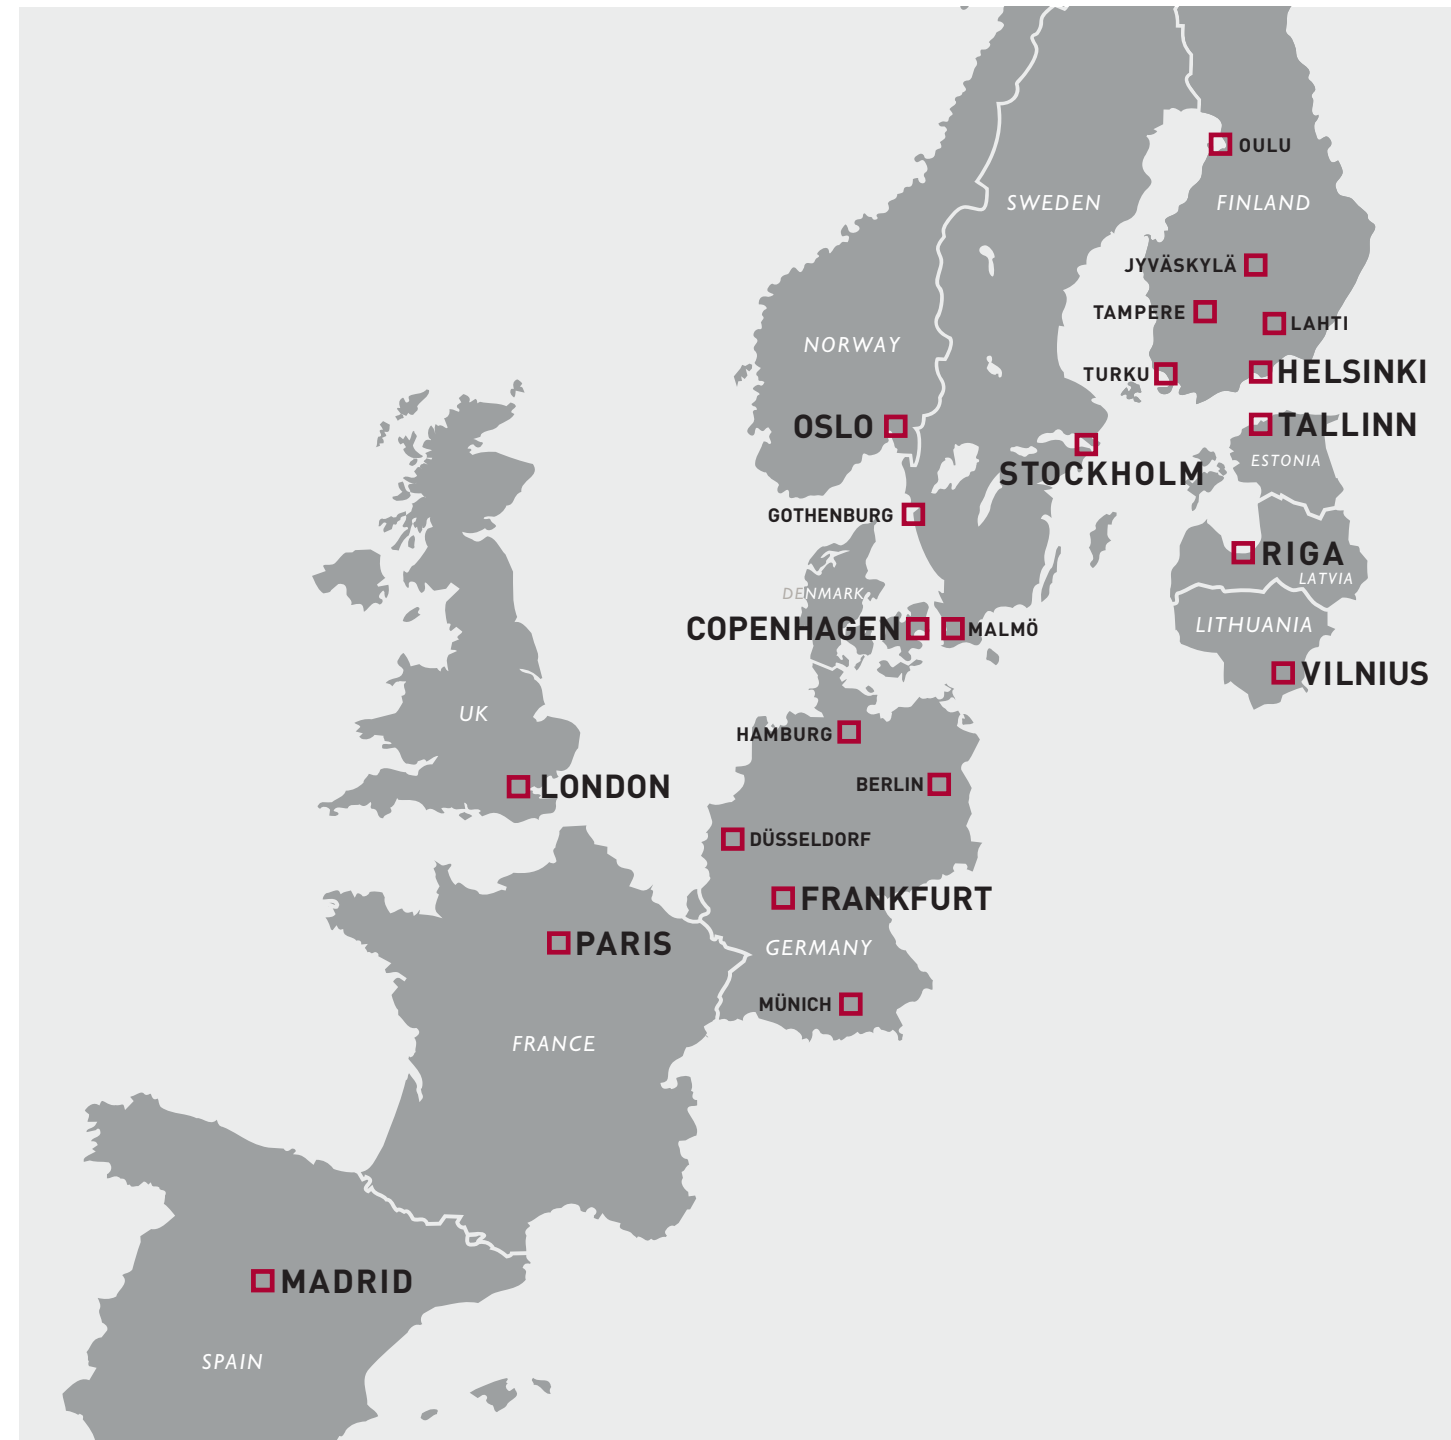 OULU
SWEDEN
FINLAND
JYVÄSKYLÄ
TAMPERE
LAHTI
NORWAY
TURKU
HELSINKI
OSLO
TALLINN
STOCKHOLM
ESTONIA
GOTHENBURG
RIGA
LATVIA
DENMARK
COPENHAGEN
MALMÖ
LITHUANIA
VILNIUS
UK
HAMBURG
LONDON
BERLIN
DÜSSELDORF
FRANKFURT
PARIS
GERMANY
MÜNICH
FRANCE
MADRID
SPAIN